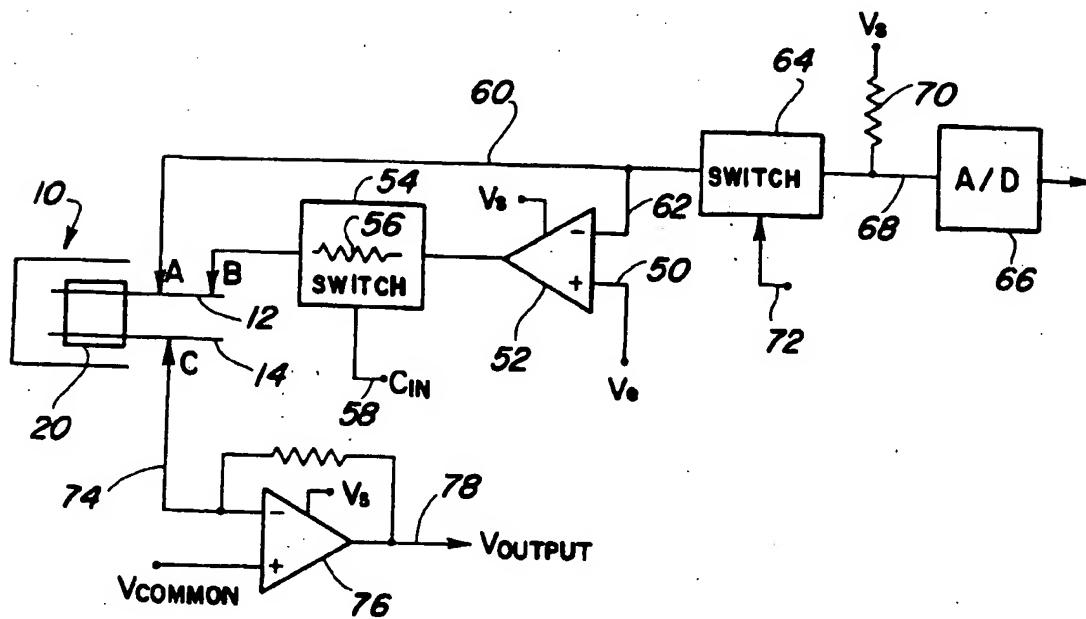 Vs
64
70
60
54
SWITCH
A/D
10
56
Vs
62
68
A
B
SWITCH
-
50
+
66
12
72
C
14
52
Ve
20
58
CIN
74
Vs
78
-
VOUTPUT
+
VCOMMON
76